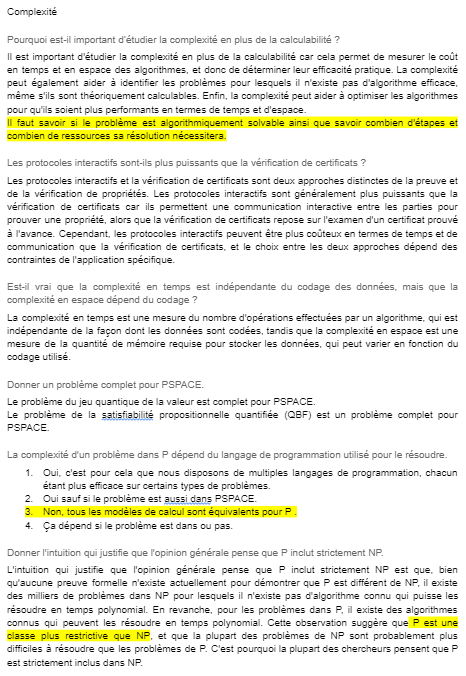 Complexité
Pourquoi est-il important d'étudier la complexité en plus de la calculabilité ?
Il est important d'étudier la complexité en plus de la calculabilité car cela permet de mesurer le coût
en temps et en espace des algorithmes, et donc de déterminer leur efficacité pratique. La complexité
peut également aider à identifier les problèmes pour lesquels il n'existe pas d'algorithme efficace,
même s'ils sont théoriquement calculables. Enfin, la complexité peut aider à optimiser les algorithmes
pour qu'ils soient plus performants en termes de temps et d'espace.
Il faut savoir si le problème est algorithmiquement solvable ainsi que savoir combien d'étapes et
combien de ressources sa résolution nécessitera.
Les protocoles interactifs sont-ils plus puissants que la vérification de certificats ?
Les protocoles interactifs et la vérification de certificats sont deux approches distinctes de la preuve et
de la vérification de propriétés. Les protocoles interactifs sont généralement plus puissants que la
vérification de certificats car ils permettent une communication interactive entre les parties pour
prouver une propriété, alors que la vérification de certificats repose sur l'examen d'un certificat prouvé
à l'avance. Cependant, les protocoles interactifs peuvent être plus coûteux en termes de temps et de
communication que la vérification de certificats, et le choix entre les deux approches dépend des
contraintes de l'application spécifique.
Est-il vrai que la complexité en temps est indépendante du codage des données, mais que la
complexité en espace dépend du codage ?
La complexité en temps est une mesure du nombre d'opérations effectuées par un algorithme, qui est
indépendante de la façon dont les données sont codées, tandis que la complexité en espace est une
mesure de la quantité de mémoire requise pour stocker les données, qui peut varier en fonction du
codage utilisé.
Donner un problème complet pour PSPACE.
Le problème du jeu quantique de la valeur est complet pour PSPACE.
Le problème de la satisfiabilité propositionnelle quantifiée (QBF) est un problème complet pour
PSPACE.
La complexité d'un problème dans P dépend du langage de programmation utilisé pour le résoudre.
1. Oui, c'est pour cela que nous disposons de multiples langages de programmation, chacun
étant plus efficace sur certains types de problèmes.
2. Oui sauf si le problème est aussi dans PSPACE.
3. Non, tous les modèles de calcul sont équivalents pour P .
4. Ça dépend si le problème est dans ou pas.
Donner l'intuition qui justifie que l'opinion générale pense que P inclut strictement NP.
L'intuition qui justifie que l'opinion générale pense que P inclut strictement NP est que, bien
qu'aucune preuve formelle n'existe actuellement pour démontrer que P est différent de NP, il existe
des milliers de problèmes dans NP pour lesquels il n'existe pas d'algorithme connu qui puisse les
résoudre en temps polynomial. En revanche, pour les problèmes dans P, il existe des algorithmes
connus qui peuvent les résoudre en temps polynomial. Cette observation suggère que P est une
classe plus restrictive que NP, et que la plupart des problèmes de NP sont probablement plus
difficiles à résoudre que les problèmes de P. C'est pourquoi la plupart des chercheurs pensent que P
est strictement inclus dans NP.